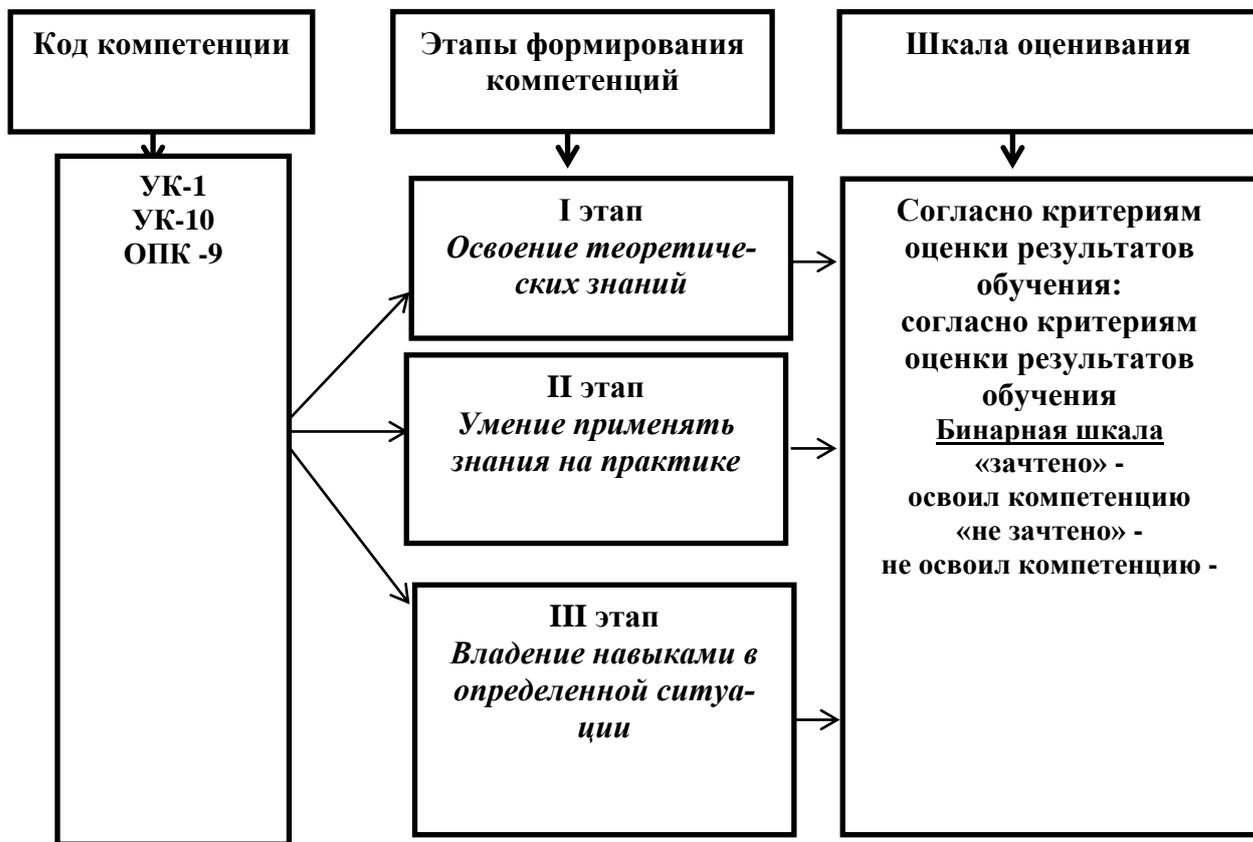 Код компетенции
Этапы формирования
компетенций
Шкала оценивания
УК-1
УК-10
ОПК -9
I этап
Освоение теоретиче-
ских знаний
II этап
Умение применять
знания на практике
III этап
Владение навыками в
определенной ситуа-
ции
Согласно критериям
оценки результатов
обучения:
согласно критериям
оценки результатов
обучения
Бинарная шкала
«зачтено» -
освоил компетенцию
«не зачтено» -
не освоил компетенцию -